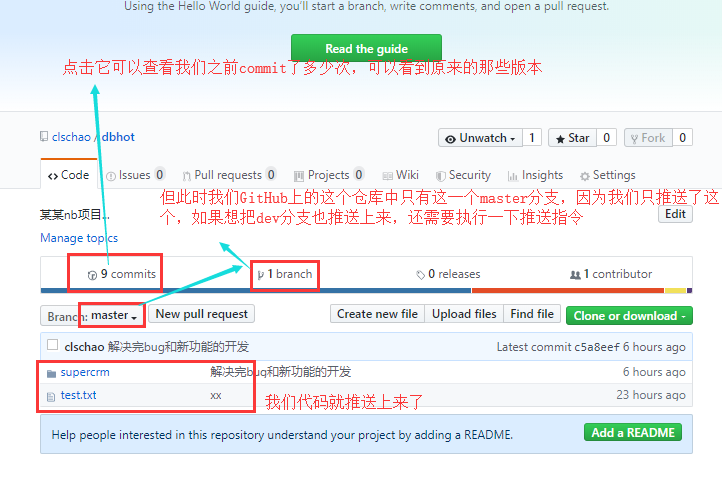 Using the Hello World guide, you'll start a branch, write comments, and open a pull request.
Read the guide
点击它可以查看我们之前commit了多少次，可以看到原来的那些版本
clschao / dbhot
Unwatch 1 Star 0 Fork 0
Code Issues 0 Pull requests 0 Projects 0 Wiki Security Insights Settings
但此时我们GitHub上的这个仓库中只有这一个master分支，因为我们只推送了这
个，如果想把dev分支也推送上来，还需要执行一下推送指令
某某nb项目... Edit
Manage topics
9 commits 1 branch 0 releases 1 contributor
Branch: master New pull request Create new file Upload files Find file Clone or download
clschao 解决完bug和新功能的开发 Latest commit c5a8eef 6 hours ago
supercrm 解决完bug和新功能的开发 6 hours ago
test.txt xx 23 hours ago
我们代码就推送上来了
Help people interested in this repository understand your project by adding a README. Add a README